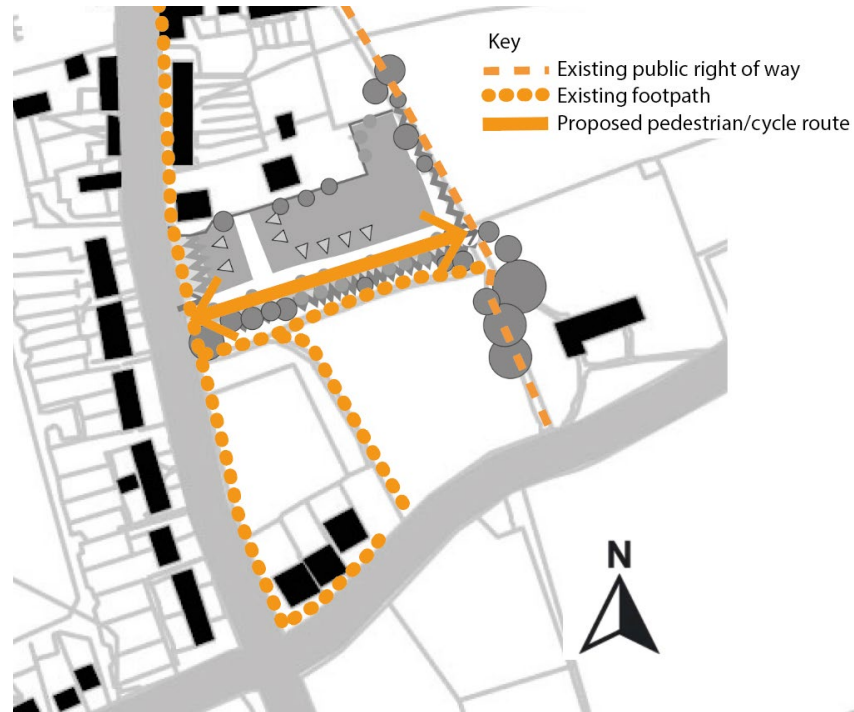 Key
Existing public right of way
Existing footpath
Proposed pedestrian/cycle route
N